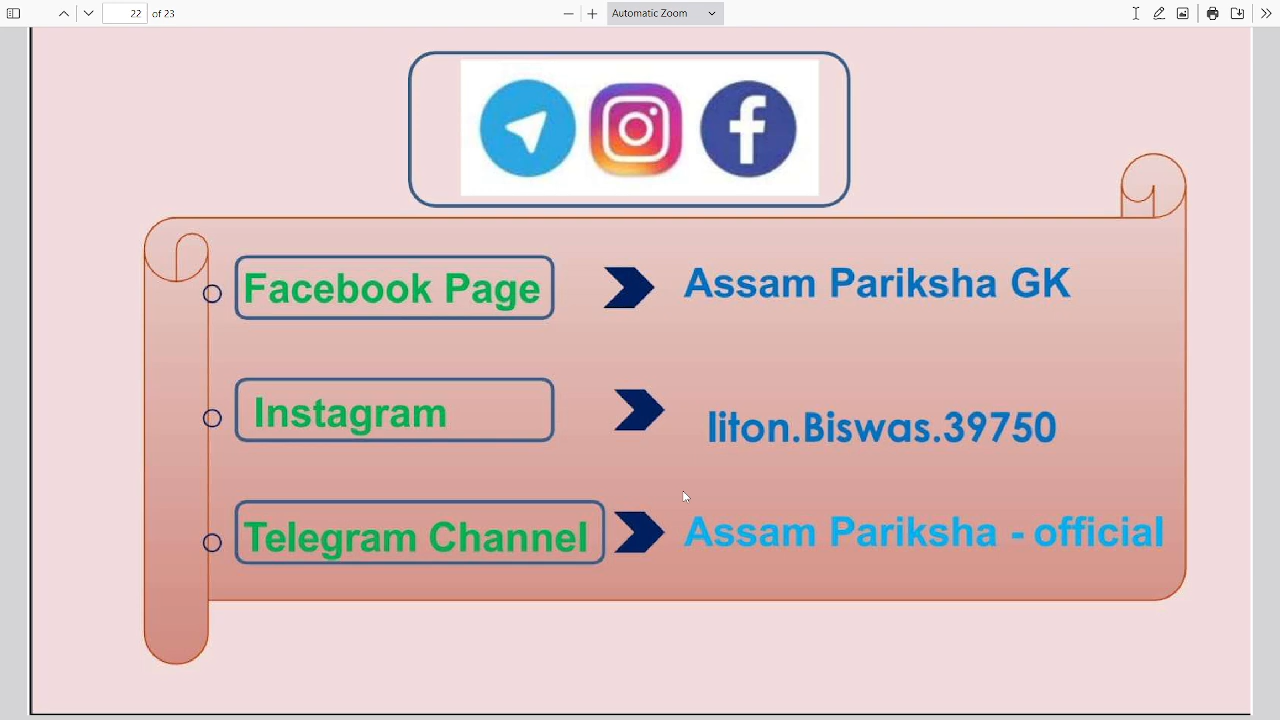 22 of 23
Automatic Zoom
Facebook Page Assam Pariksha GK
Instagram liton.Biswas.39750
Telegram Channel Assam Pariksha - official